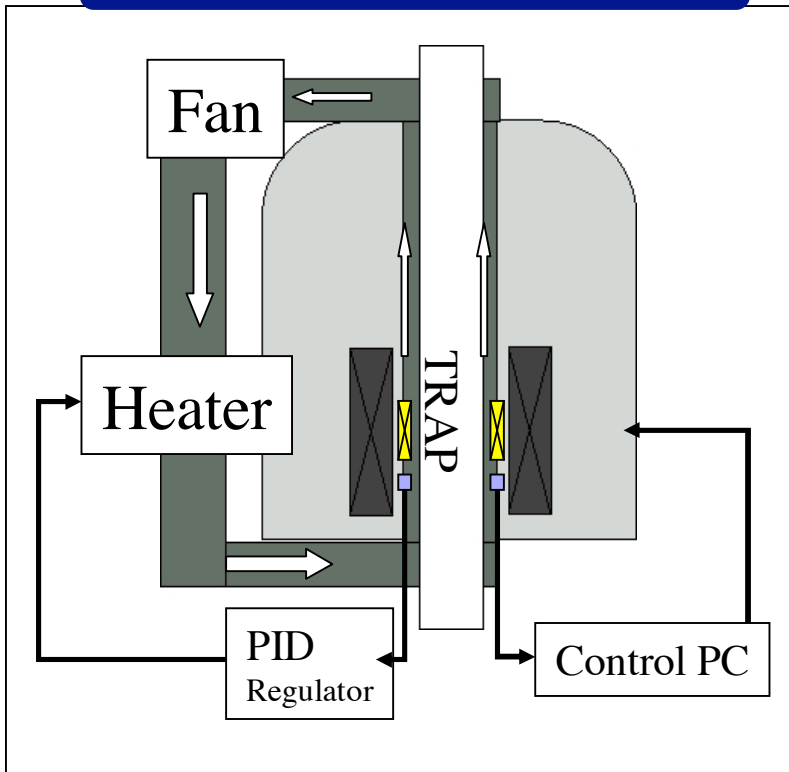 Fan
Heater
TRAP
PID
Regulator
Control PC